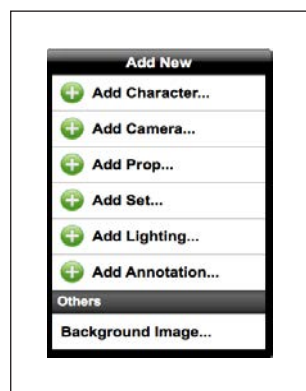 Add New
Add Character...
Add Camera...
Add Prop...
Add Set...
Add Lighting...
Add Annotation...
Others
Background Image...